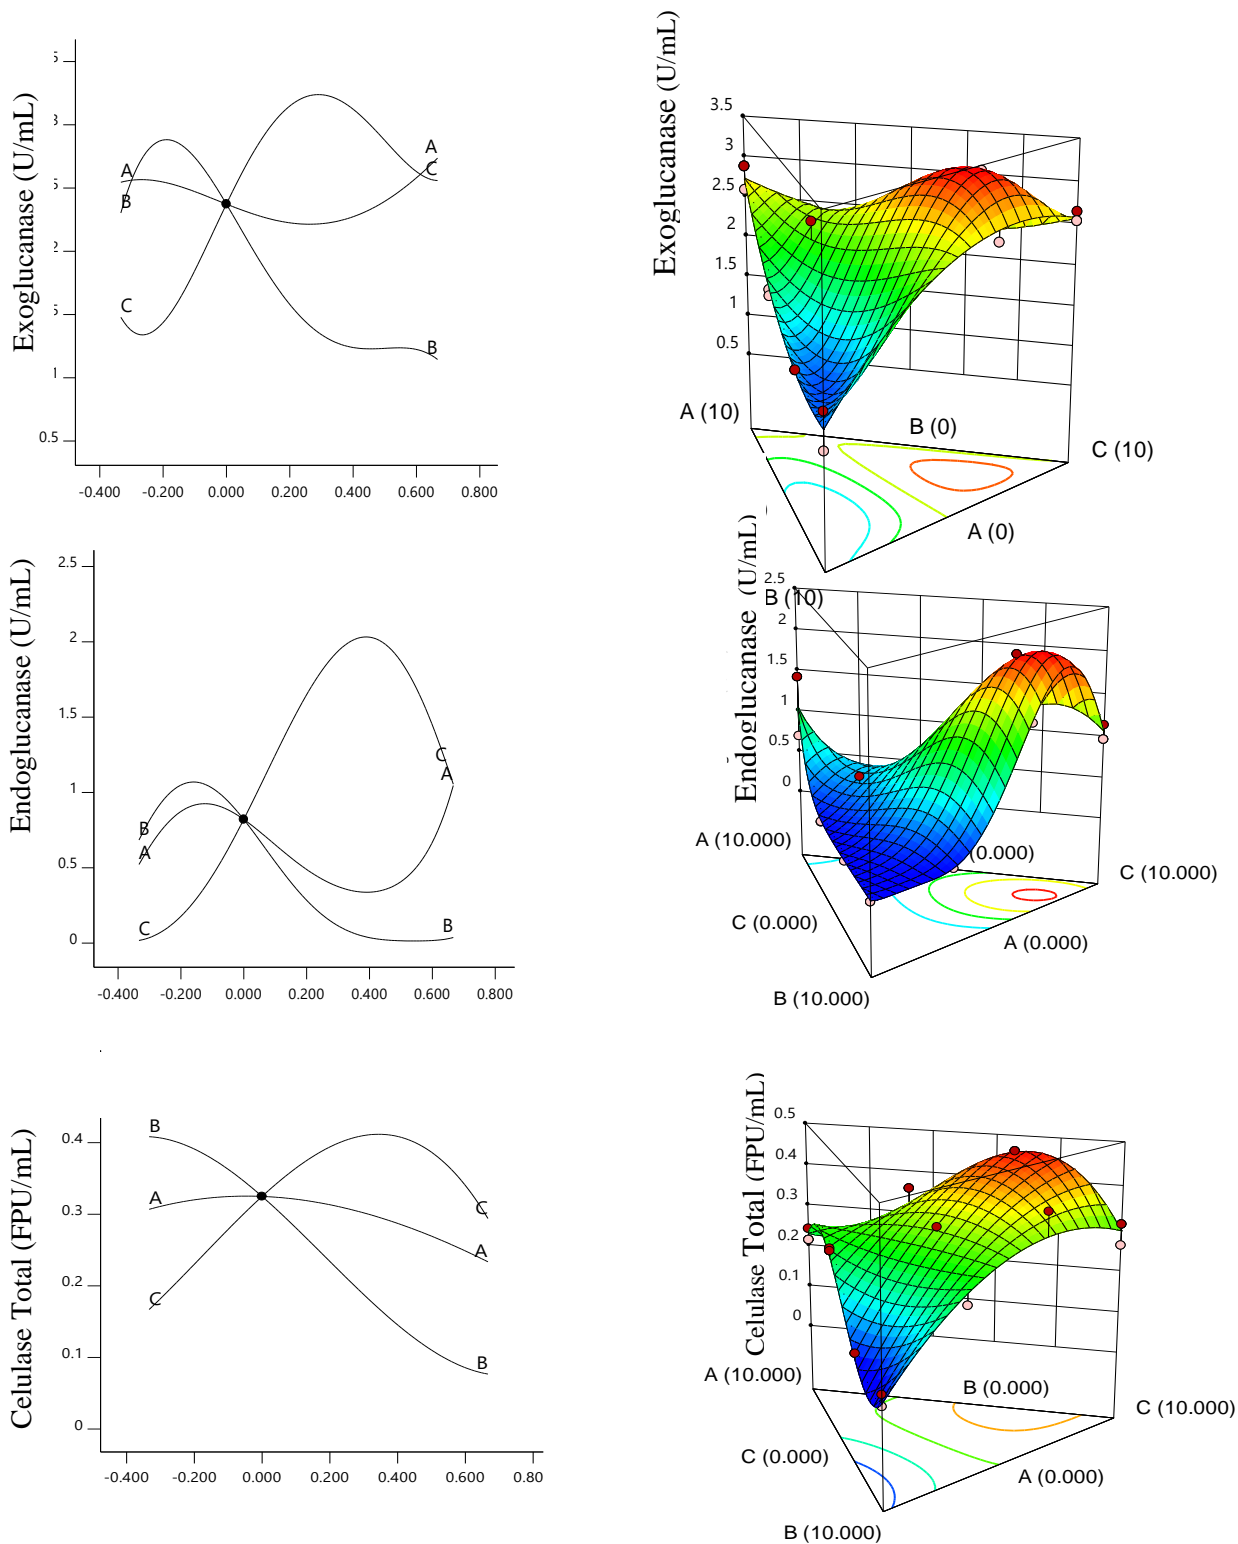 Exoglucanase (U/mL)
0.5
1
2
A
B
C
A
C
B
-0.400 -0.200 0.000 0.200 0.400 0.600 0.800
Exoglucanase (U/mL)
3.5
3
2.5
2
1.5
1
0.5
A (10)
B (0)
C (10)
A (0)
B (10)
Endoglucanase (U/mL)
2.5
2
1.5
1
0.5
0
B
A
C
C
A
B
-0.400 -0.200 0.000 0.200 0.400 0.600 0.800
Endoglucanase (U/mL)
2.5
2
1.5
1
0.5
0
A (10.000)
(0.000)
C (10.000)
C (0.000)
A (0.000)
B (10.000)
Celulase Total (FPU/mL)
0.4
0.3
0.2
0.1
0
B
A
C
C
A
B
-0.400 -0.200 0.000 0.200 0.400 0.600 0.80
Celulase Total (FPU/mL)
0.5
0.4
0.3
0.2
0.1
0
A (10.000)
B (0.000)
C (10.000)
C (0.000)
A (0.000)
B (10.000)